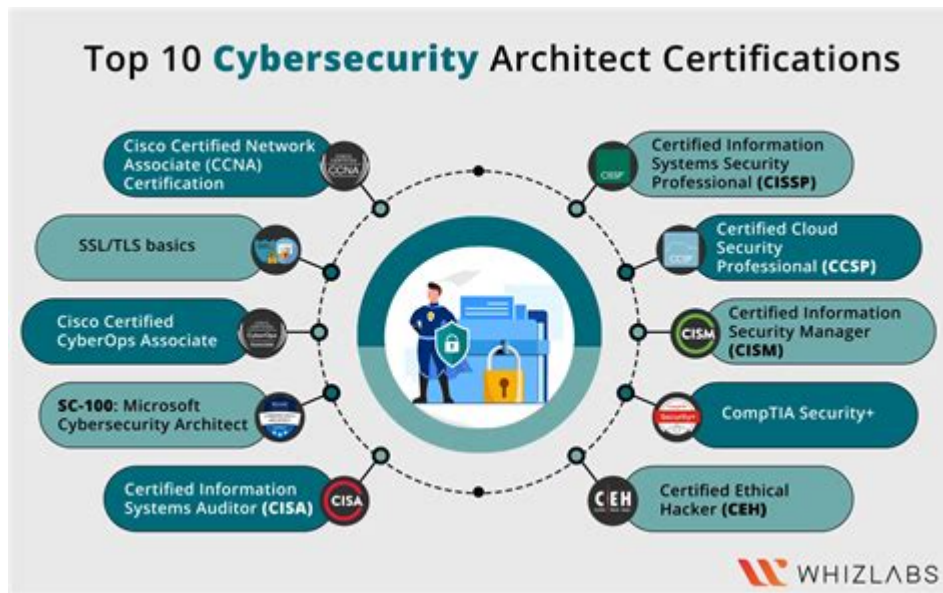 Top 10 Cybersecurity Architect Certifications
Cisco Certified Network
Associate (CCNA)
Certification
CCNA
SSL/TLS basics
Cisco Certified
CyberOps Associate
CyberOps
SC-100: Microsoft
Cybersecurity Architect
Certified Information
Systems Auditor (CISA)
CISA
Certified Information
Systems Security
Professional (CISSP)
CISSP
Certified Cloud
Security
Professional (CCSP)
CCSP
Certified Information
Security Manager
(CISM)
CISM
CompTIA Security+
Security+
Certified Ethical
Hacker (CEH)
CEH
WHIZLABS